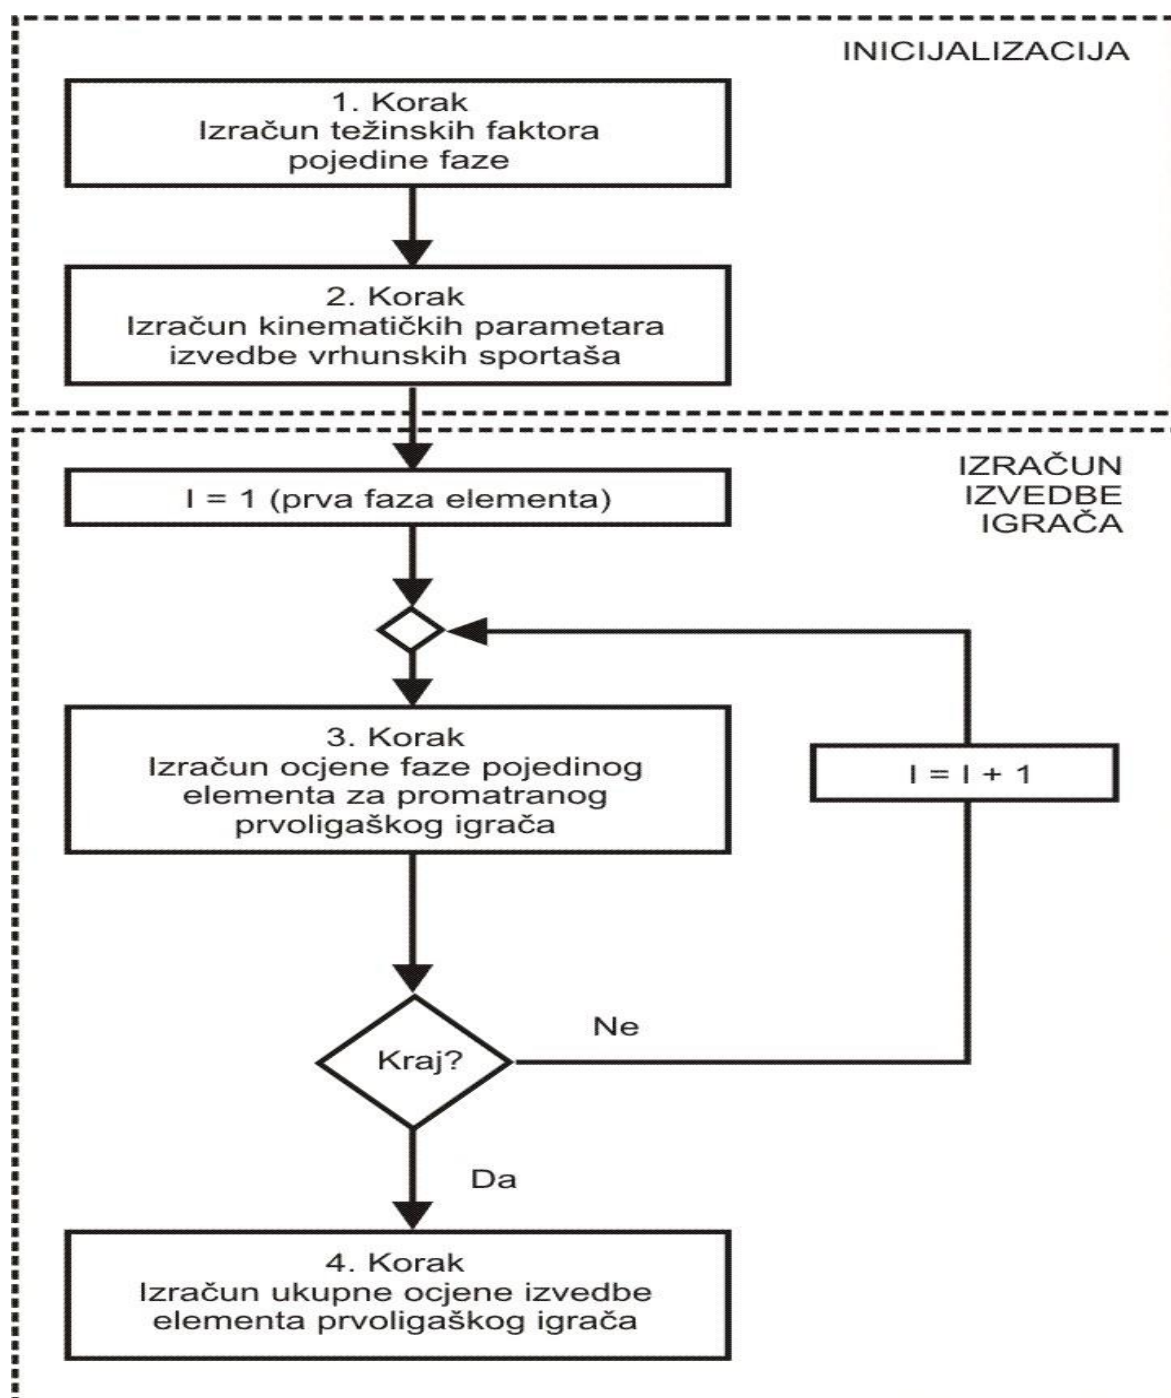 INICIJALIZACIJA
1. Korak
Izračun težinskih faktora
pojedine faze
2. Korak
Izračun kinematičkih parametara
izvedbe vrhunskih sportaša
IZRAČUN
IZVEDBE
IGRAČA
I = 1 (prva faza elementa)
3. Korak
Izračun ocjene faze pojedinog
elementa za promatranog
prvoligaškog igrača
I = I + 1
Ne
Kraj?
Da
4. Korak
Izračun ukupne ocjene izvedbe
elementa prvoligaškog igrača